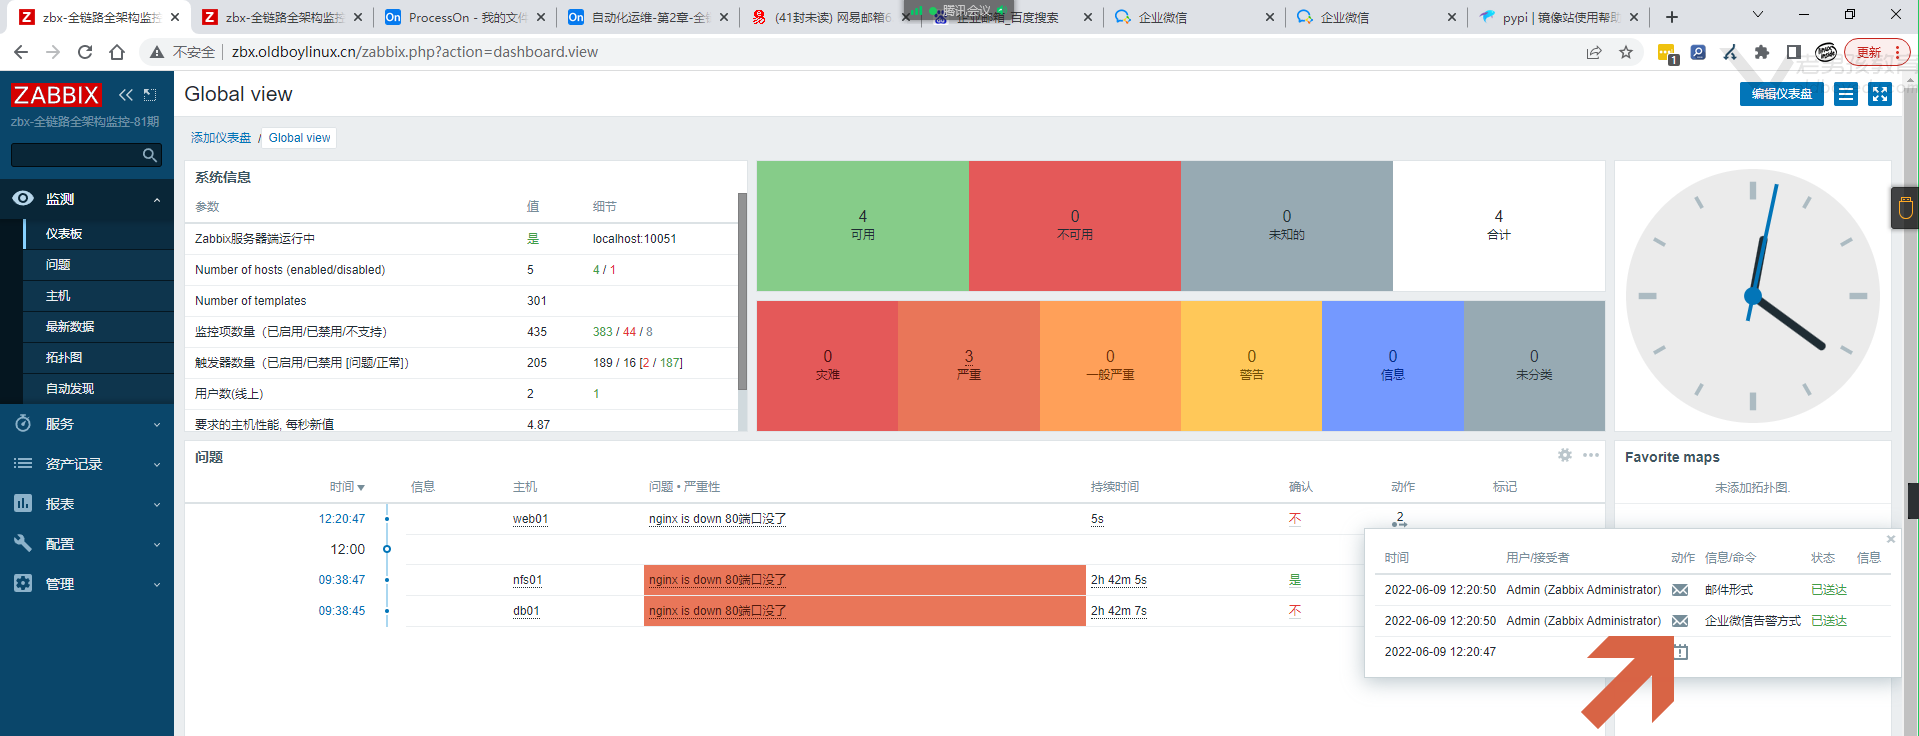 zbx-全链路全架构监控
zbx-全链路全架构监控
ProcessOn - 我的文件
自动化运维-第2章-全
(41封未读) 网易邮箱6
腾讯会议
企业邮箱_百度搜索
企业微信
企业微信
pypi | 镜像站使用帮助
不安全
zbx.oldboylinux.cn/zabbix.php?action=dashboard.view
1
更新
老男孩教育
ZABBIX
zbx-全链路全架构监控-81期
Global view
编辑仪表盘
添加仪表盘 / Global view
监测
仪表板
问题
主机
最新数据
拓扑图
自动发现
服务
资产记录
报表
配置
管理
系统信息
参数 值 细节
Zabbix服务器端运行中 是 localhost:10051
Number of hosts (enabled/disabled) 5 4 / 1
Number of templates 301
监控项数量（已启用/已禁用/不支持） 435 383 / 44 / 8
触发器数量（已启用/已禁用 [问题/正常]） 205 189 / 16 [2 / 187]
用户数(线上) 2 1
要求的主机性能, 每秒新值 4.87
4 0 0 4
可用 不可用 未知的 合计
0 3 0 0 0 0
灾难 严重 一般严重 警告 信息 未分类
问题
时间 信息 主机 问题 • 严重性 持续时间 确认 动作 标记
12:20:47 web01 nginx is down 80端口没了 5s 不 2
12:00
09:38:47 nfs01 nginx is down 80端口没了 2h 42m 5s 是
09:38:45 db01 nginx is down 80端口没了 2h 42m 7s 不
Favorite maps
未添加拓扑图.
时间 用户/接受者 动作 信息/命令 状态 信息
2022-06-09 12:20:50 Admin (Zabbix Administrator) 邮件形式 已送达
2022-06-09 12:20:50 Admin (Zabbix Administrator) 企业微信告警方式 已送达
2022-06-09 12:20:47